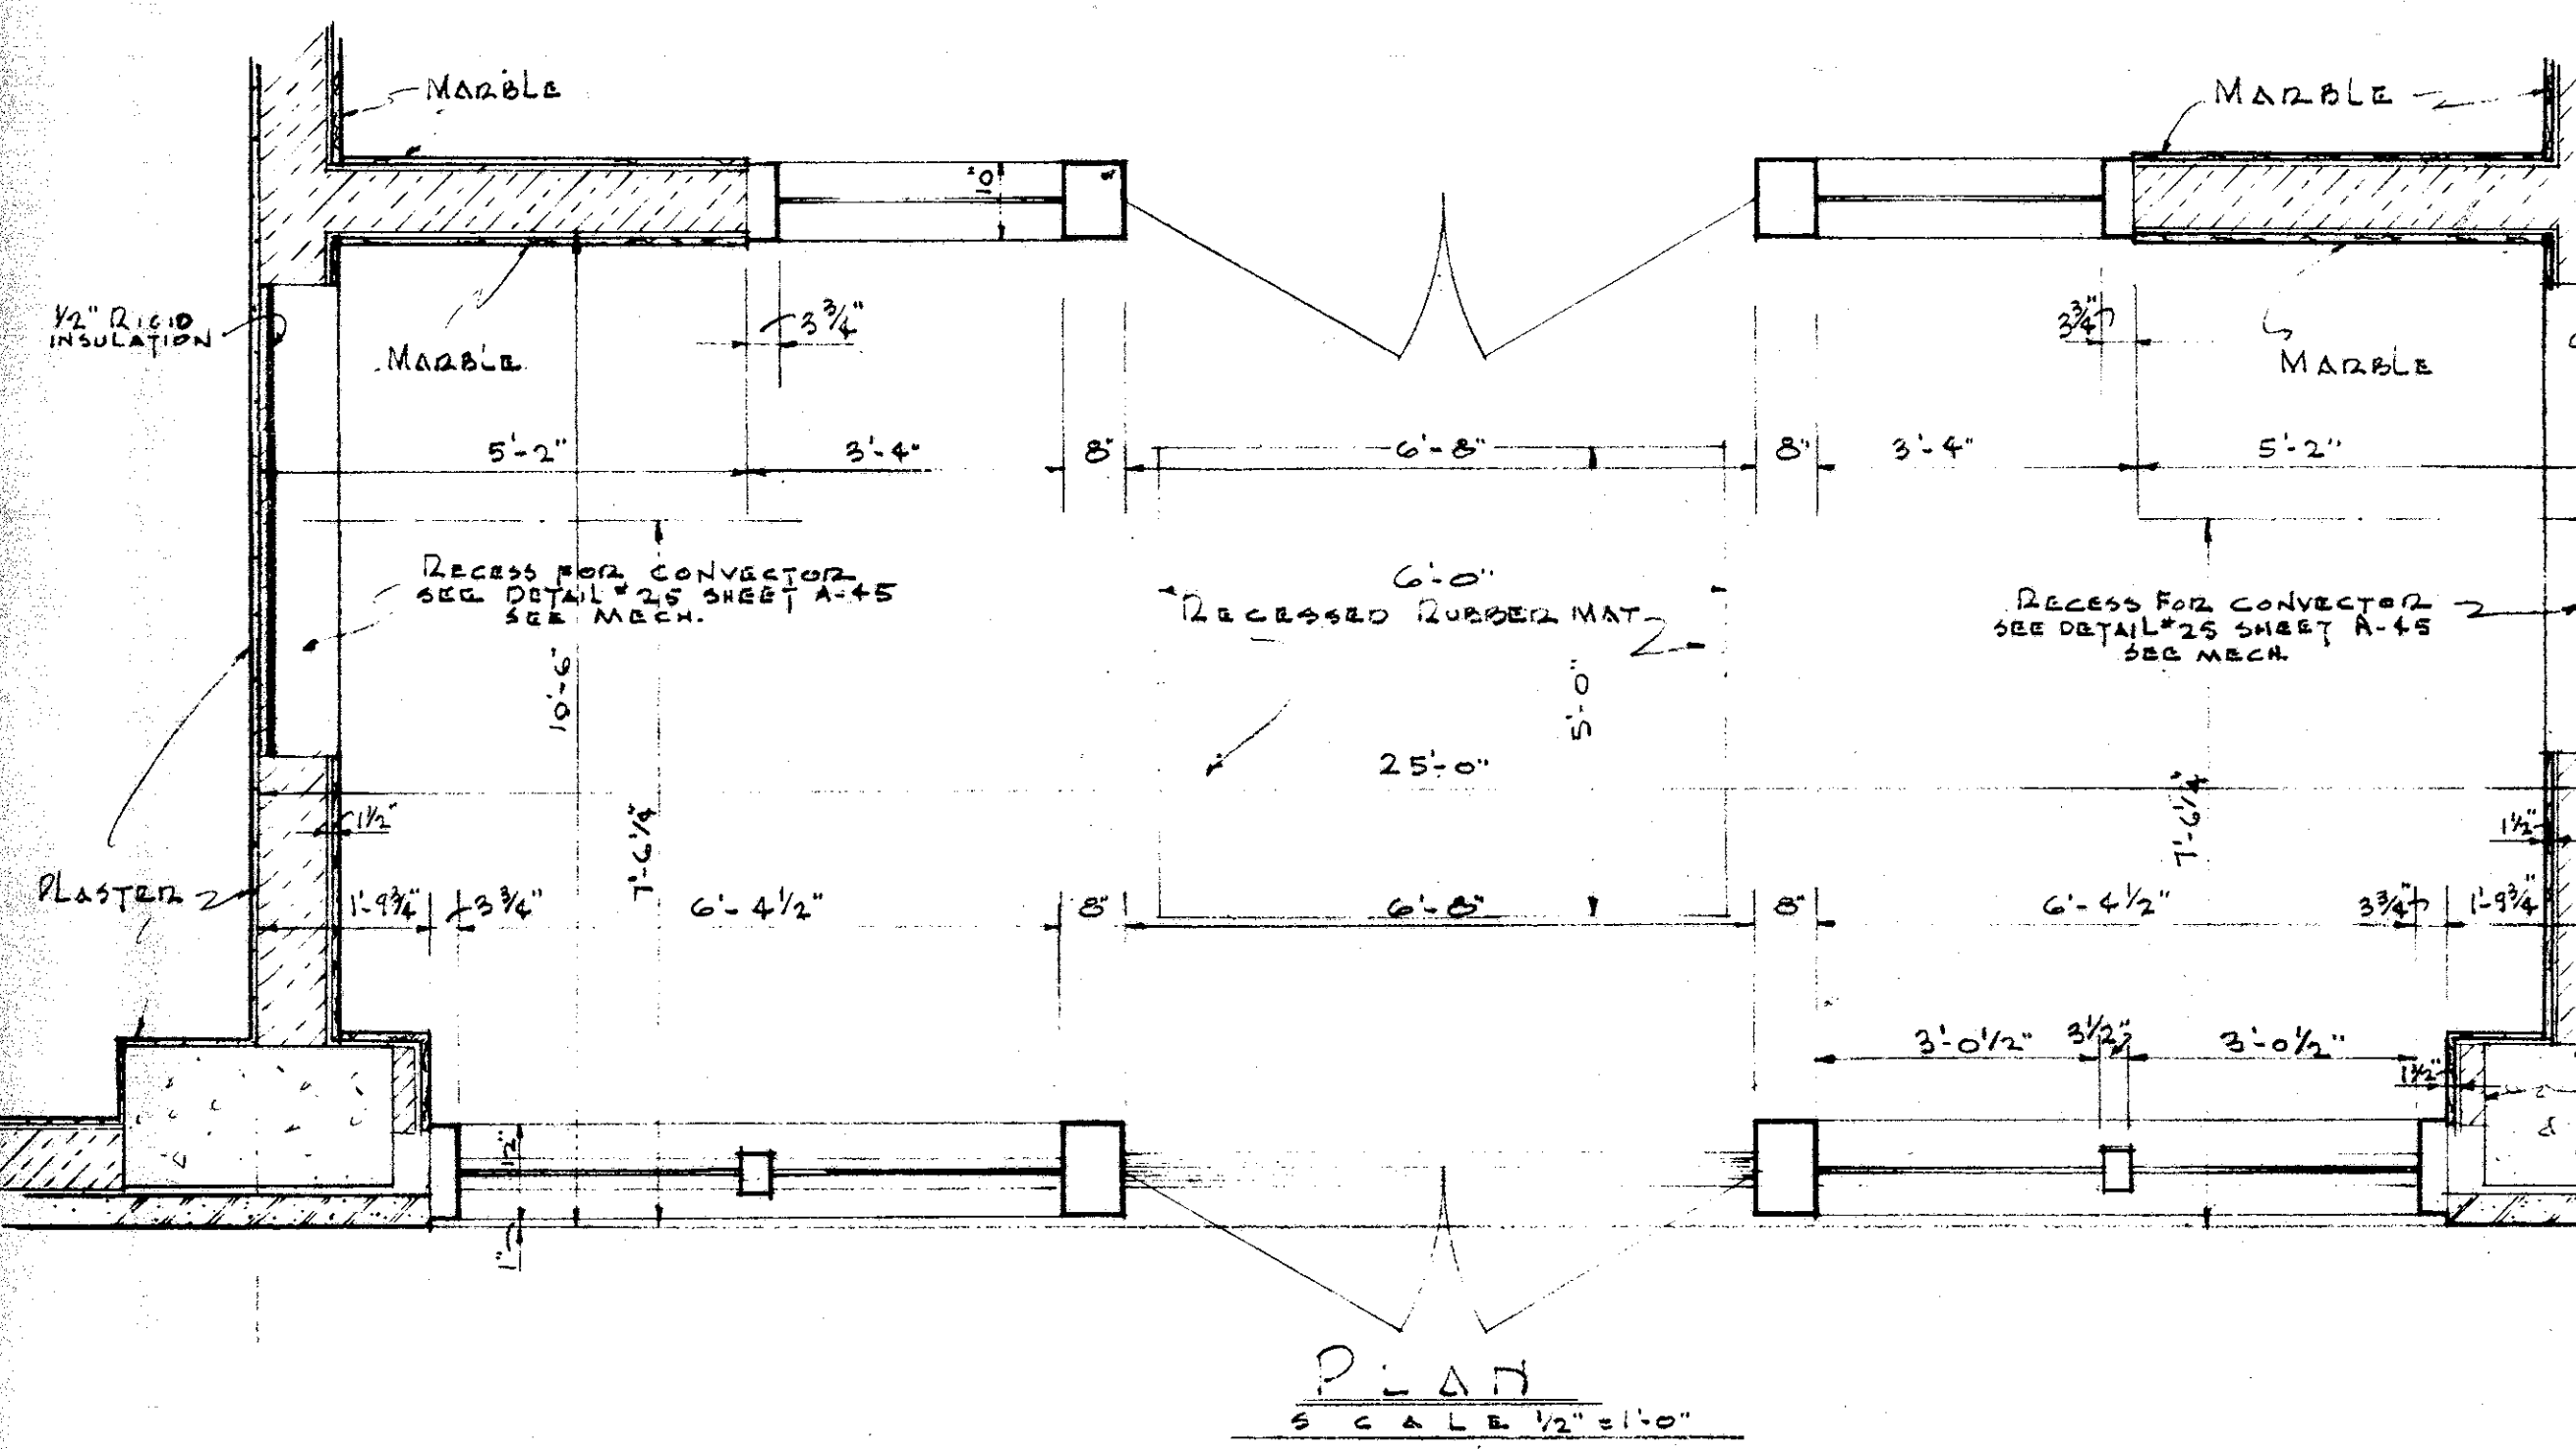 MARBLE
MARBLE
10"
1/2" RIGID
INSULATION
3 3/4"
3 3/4"
MARBLE
MARBLE
5'-2"
3'-4"
8"
6'-8"
8"
3'-4"
5'-2"
RECESS FOR CONVECTOR
SEE DETAIL #25 SHEET A-45
SEE MECH.
6'-0"
RECESSED RUBBER MAT
RECESS FOR CONVECTOR
SEE DETAIL #25 SHEET A-45
SEE MECH
10'-6"
5'-0"
25'-0"
1 1/2"
7'-6 1/4"
7'-6 1/4"
1 1/2"
PLASTER
1'-9 3/4"
3 3/4"
6'-4 1/2"
8"
6'-8"
8"
6'-4 1/2"
3 3/4"
1'-9 3/4"
3'-0 1/2"
3 1/2"
3'-0 1/2"
1 1/2"
12"
1"
PLAN
SCALE 1/2" = 1'-0"